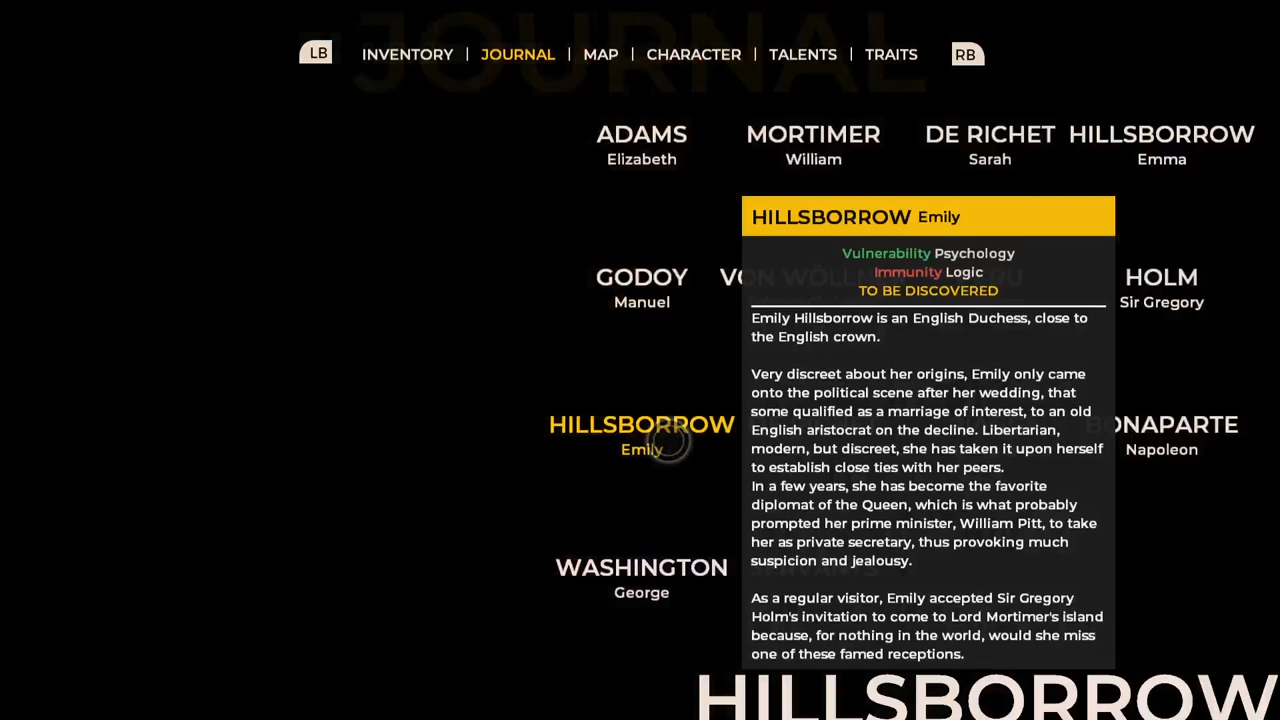 JOURNAL
LB INVENTORY | JOURNAL | MAP | CHARACTER | TALENTS | TRAITS RB
ADAMS MORTIMER DE RICHET HILLSBORROW
Elizabeth William Sarah Emma
HILLSBORROW Emily
Vulnerability Psychology
Immunity Logic
TO BE DISCOVERED
Emily Hillsborrow is an English Duchess, close to
the English crown.
Very discreet about her origins, Emily only came
onto the political scene after her wedding, that
some qualified as a marriage of interest, to an old
English aristocrat on the decline. Libertarian,
modern, but discreet, she has taken it upon herself
to establish close ties with her peers.
In a few years, she has become the favorite
diplomat of the Queen, which is what probably
prompted her prime minister, William Pitt, to take
her as private secretary, thus provoking much
suspicion and jealousy.
As a regular visitor, Emily accepted Sir Gregory
Holm's invitation to come to Lord Mortimer's island
because, for nothing in the world, would she miss
one of these famed receptions.
GODOY VON WÖLLN HOLM
Manuel Sir Gregory
HILLSBORROW BONAPARTE
Emily Napoleon
WASHINGTON
George
HILLSBORROW